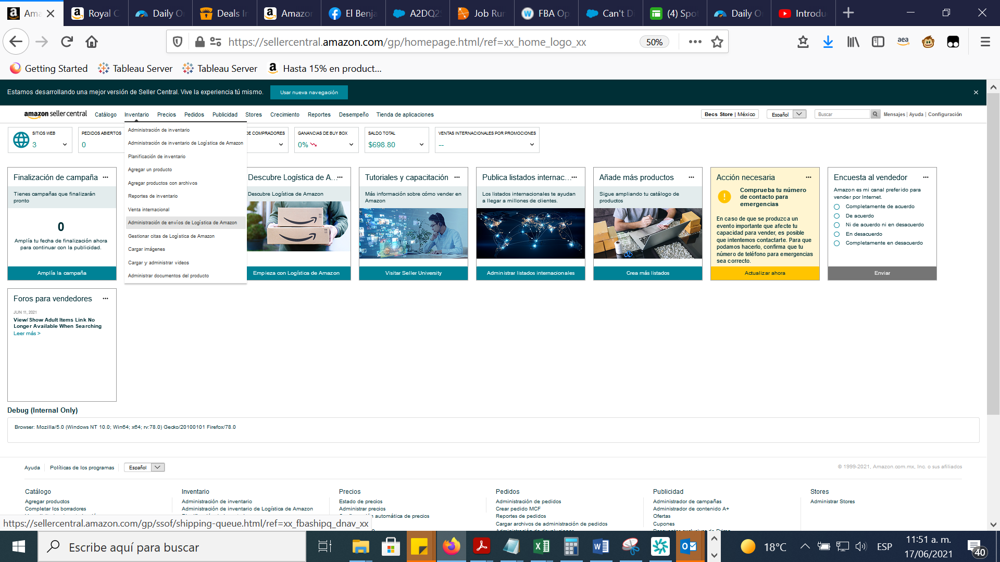 Ama
Royal C
Daily O
Deals In
Amazo
El Benja
A2DQ2
Job Run
FBA Op
Can't D
(4) Spo
Daily O
Introdu
https://sellercentral.amazon.com/gp/homepage.html/ref=xx_home_logo_xx
50%
aea
Getting Started
Tableau Server
Tableau Server
Hasta 15% en product...
Estamos desarrollando una mejor versión de Seller Central. Vive la experiencia tú mismo.
Usar nueva navegación
amazon seller central
Catálogo
Inventario
Precios
Pedidos
Publicidad
Stores
Crecimiento
Reportes
Desempeño
Tienda de aplicaciones
Becs Store | México
Español
Buscar
Mensajes | Ayuda | Configuración
SITIOS WEB
3
PEDIDOS ABIERTOS
0
DE COMPRADORES
GANANCIAS DE BUY BOX
0%
SALDO TOTAL
$698.80
VENTAS INTERNACIONALES POR PROMOCIONES
--
Administración de inventario
Administración de inventario de Logística de Amazon
Planificación de inventario
Agregar un producto
Agregar productos con archivos
Reportes de inventario
Venta internacional
Administración de envíos de Logística de Amazon
Gestionar citas de Logística de Amazon
Cargar imágenes
Cargar y administrar videos
Administrar documentos del producto
Finalización de campaña
Tienes campañas que finalizarán
pronto
0
Amplía tu fecha de finalización ahora
para continuar con la publicidad.
Amplía la campaña
Descubre Logística de A...
Descubre Logística de Amazon
Empieza con Logística de Amazon
Tutoriales y capacitación
Más información sobre cómo vender en
Amazon
Visitar Seller University
Publica listados internac...
Los listados internacionales te ayudan
a llegar a millones de clientes.
Administrar listados internacionales
Añade más productos
Sigue ampliando tu catálogo de
productos
Crea más listados
Acción necesaria
Comprueba tu número
de contacto para
emergencias
En caso de que se produzca un
evento importante que afecte tu
capacidad para vender, es posible
que intentemos contactarte. Para que
podamos hacerlo, confirma que tu
número de teléfono para emergencias
sea correcto.
Actualizar ahora
Encuesta al vendedor
Amazon es mi canal preferido para
vender por Internet.
Completamente de acuerdo
De acuerdo
Ni de acuerdo ni en desacuerdo
En desacuerdo
Completamente en desacuerdo
Enviar
Foros para vendedores
JUN 11, 2021
View/Show Adult Items Link No
Longer Available When Searching
Leer más >
Debug (Internal Only)
Browser: Mozilla/5.0 (Windows NT 10.0; Win64; x64; rv:78.0) Gecko/20100101 Firefox/78.0
Ayuda
Políticas de los programas
Español
© 1999-2021, Amazon.com.mx, Inc. o sus afiliados
Catálogo
Agregar productos
Completar los borradores
Inventario
Administración de inventario
Administración de inventario de Logística de Amazon
Precios
Estado de precios
Administrar precios
automática de precios
Pedidos
Administración de pedidos
Crear pedido MCF
Reportes de pedidos
Cargar archivos de administración de pedidos
Publicidad
Administrador de campañas
Administrador de contenido A+
Ofertas
Cupones
Stores
Administrar Stores
https://sellercentral.amazon.com/gp/ssof/shipping-queue.html/ref=xx_fbashipq_dnav_xx
Escribe aquí para buscar
18°C
ESP
11:51 a. m.
17/06/2021
40